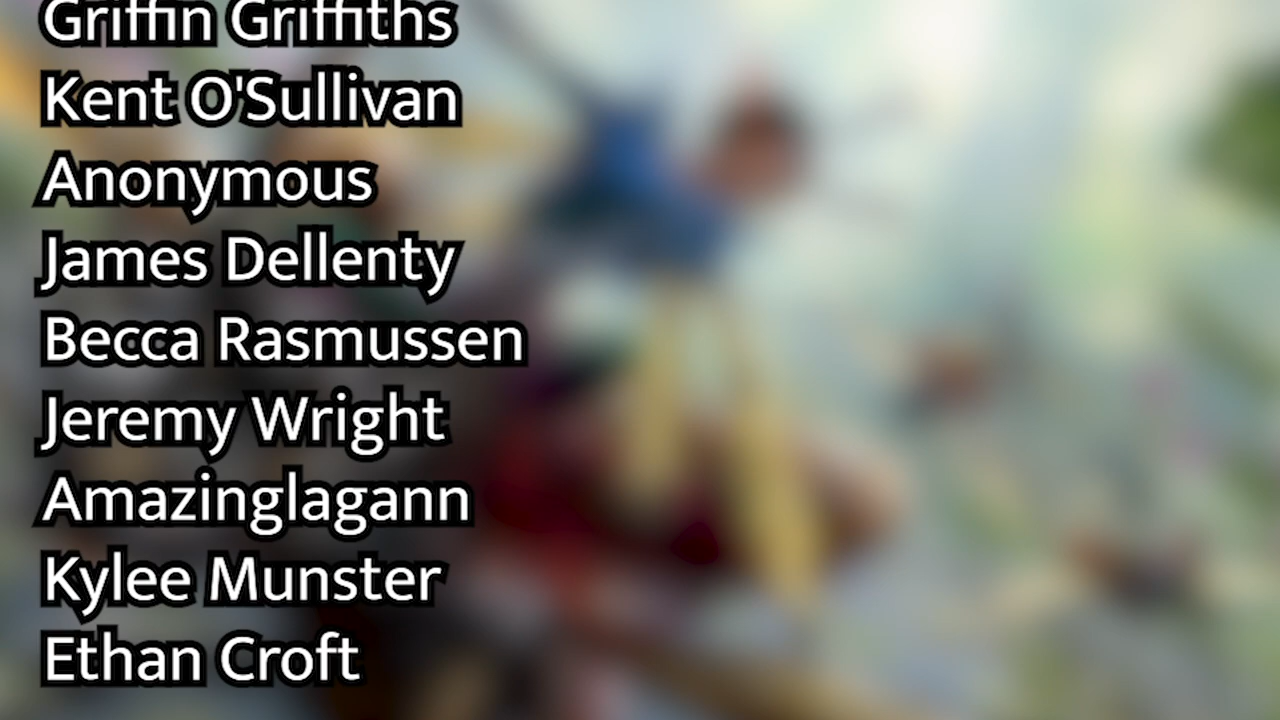 Griffin Griffiths
Kent O'Sullivan
Anonymous
James Dellenty
Becca Rasmussen
Jeremy Wright
Amazinglagann
Kylee Munster
Ethan Croft